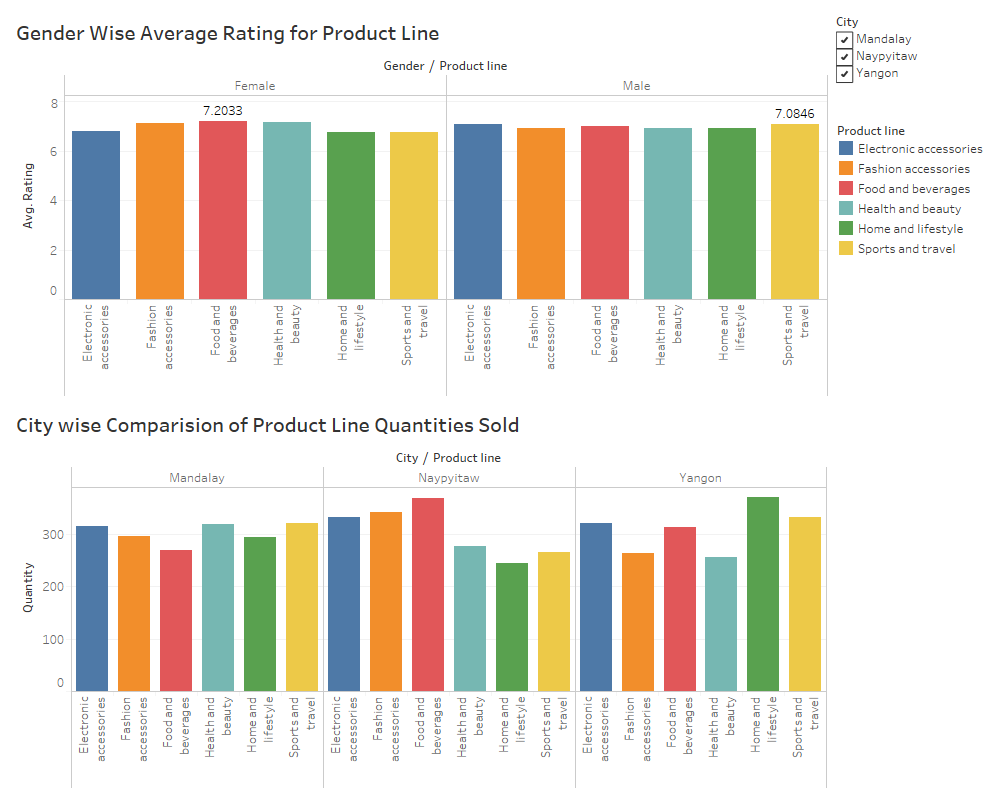 Gender Wise Average Rating for Product Line
Gender / Product line
Female
Male
Avg. Rating
8
6
4
2
0
7.2033
7.0846
Electronic
accessories
Fashion
accessories
Food and
beverages
Health and
beauty
Home and
lifestyle
Sports and
travel
Electronic
accessories
Fashion
accessories
Food and
beverages
Health and
beauty
Home and
lifestyle
Sports and
travel
City
Mandalay
Naypyitaw
Yangon
Product line
Electronic accessories
Fashion accessories
Food and beverages
Health and beauty
Home and lifestyle
Sports and travel
City wise Comparision of Product Line Quantities Sold
City / Product line
Mandalay
Naypyitaw
Yangon
Quantity
300
200
100
0
Electronic
accessories
Fashion
accessories
Food and
beverages
Health and
beauty
Home and
lifestyle
Sports and
travel
Electronic
accessories
Fashion
accessories
Food and
beverages
Health and
beauty
Home and
lifestyle
Sports and
travel
Electronic
accessories
Fashion
accessories
Food and
beverages
Health and
beauty
Home and
lifestyle
Sports and
travel